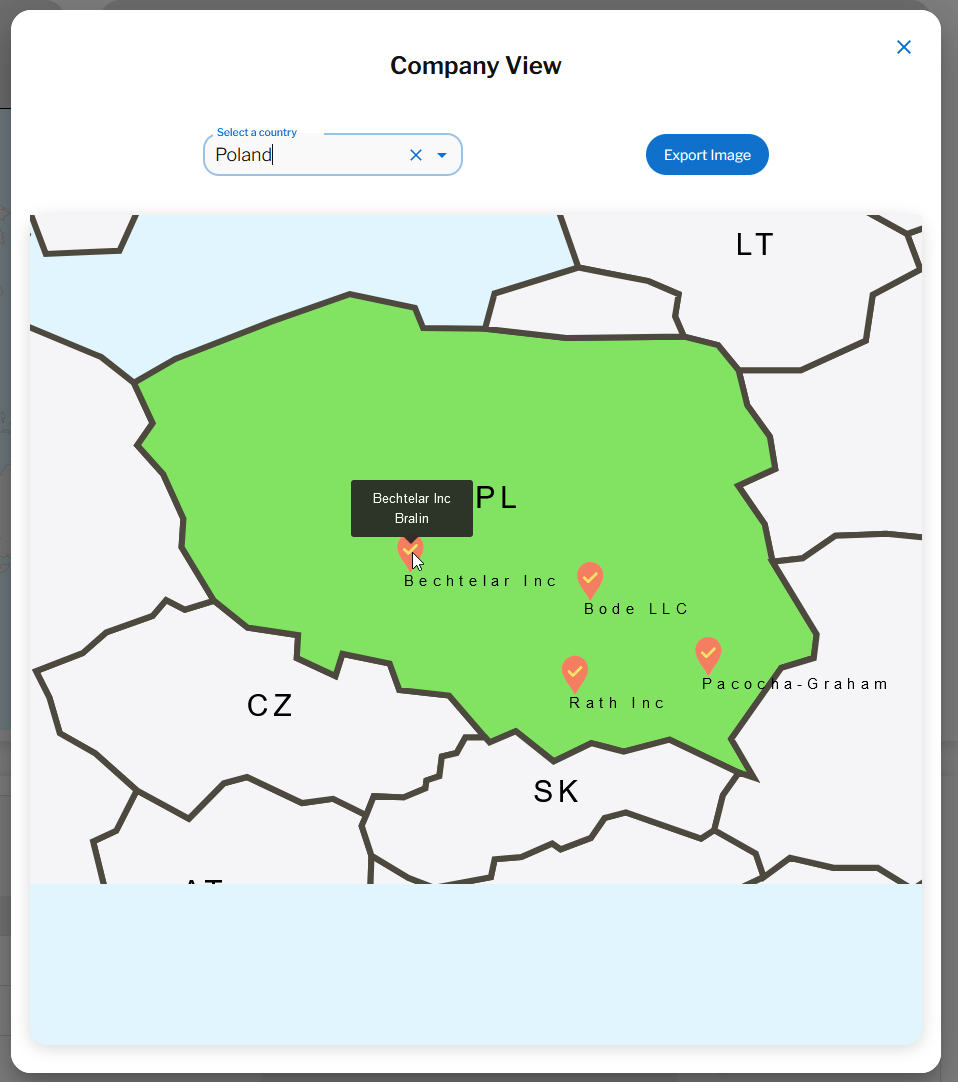 Company View
Select a country
Poland
Export Image
LT
Bechtelar Inc
Bralin
PL
Bechtelar Inc
Bode LLC
Pacocha-Graham
Rath Inc
CZ
SK
AT